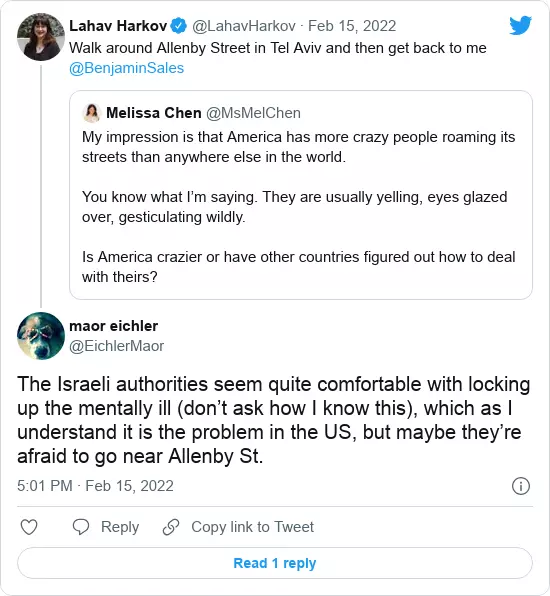 Lahav Harkov @LahavHarkov · Feb 15, 2022
Walk around Allenby Street in Tel Aviv and then get back to me
@BenjaminSales
Melissa Chen @MsMelChen
My impression is that America has more crazy people roaming its
streets than anywhere else in the world.
You know what I'm saying. They are usually yelling, eyes glazed
over, gesticulating wildly.
Is America crazier or have other countries figured out how to deal
with theirs?
maor eichler
@EichlerMaor
The Israeli authorities seem quite comfortable with locking
up the mentally ill (don't ask how I know this), which as I
understand it is the problem in the US, but maybe they're
afraid to go near Allenby St.
5:01 PM · Feb 15, 2022
Reply Copy link to Tweet
Read 1 reply